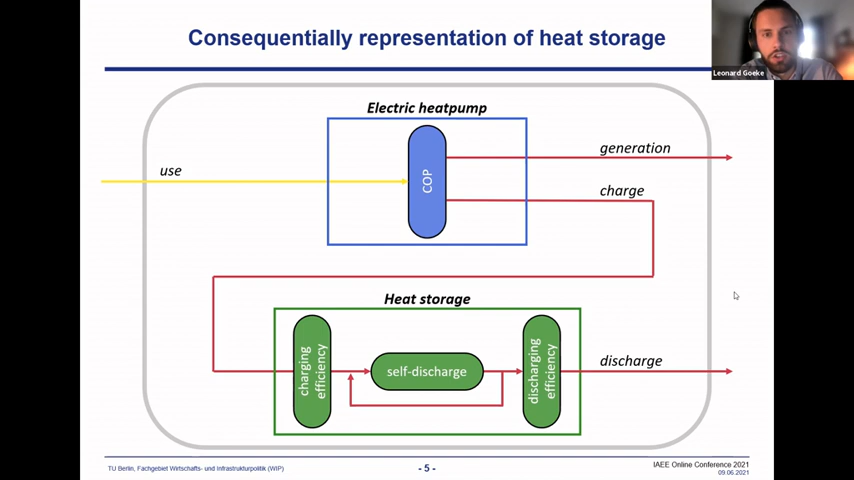 Consequentially representation of heat storage
Leonard Goeke
Electric heatpump
use
COP
generation
charge
Heat storage
charging
efficiency
self-discharge
discharging
efficiency
discharge
TU Berlin, Fachgebiet Wirtschafts- und Infrastrukturpolitik (WIP)
- 5 -
IAEE Online Conference 2021
09.06.2021